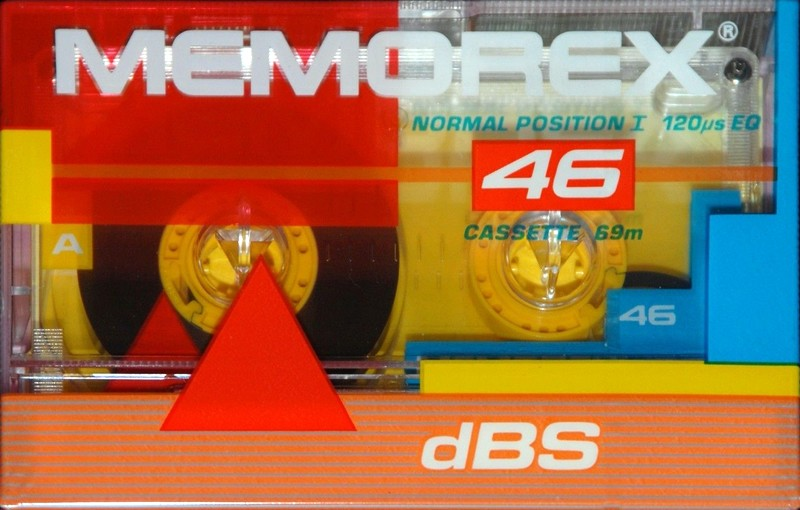 MEMOREX®
NORMAL POSITION I 120µs EQ
46
CASSETTE 69m
A
46
dBS